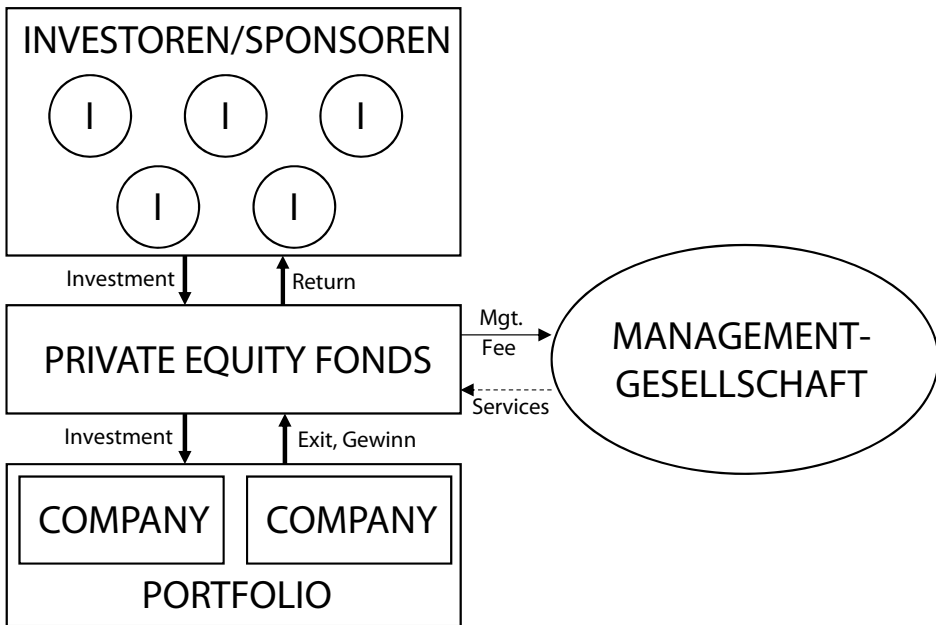 INVESTOREN/SPONSOREN
I
I
I
I
I
Investment
Return
PRIVATE EQUITY FONDS
Mgt.
Fee
Services
MANAGEMENT-
GESELLSCHAFT
Investment
Exit, Gewinn
COMPANY
COMPANY
PORTFOLIO